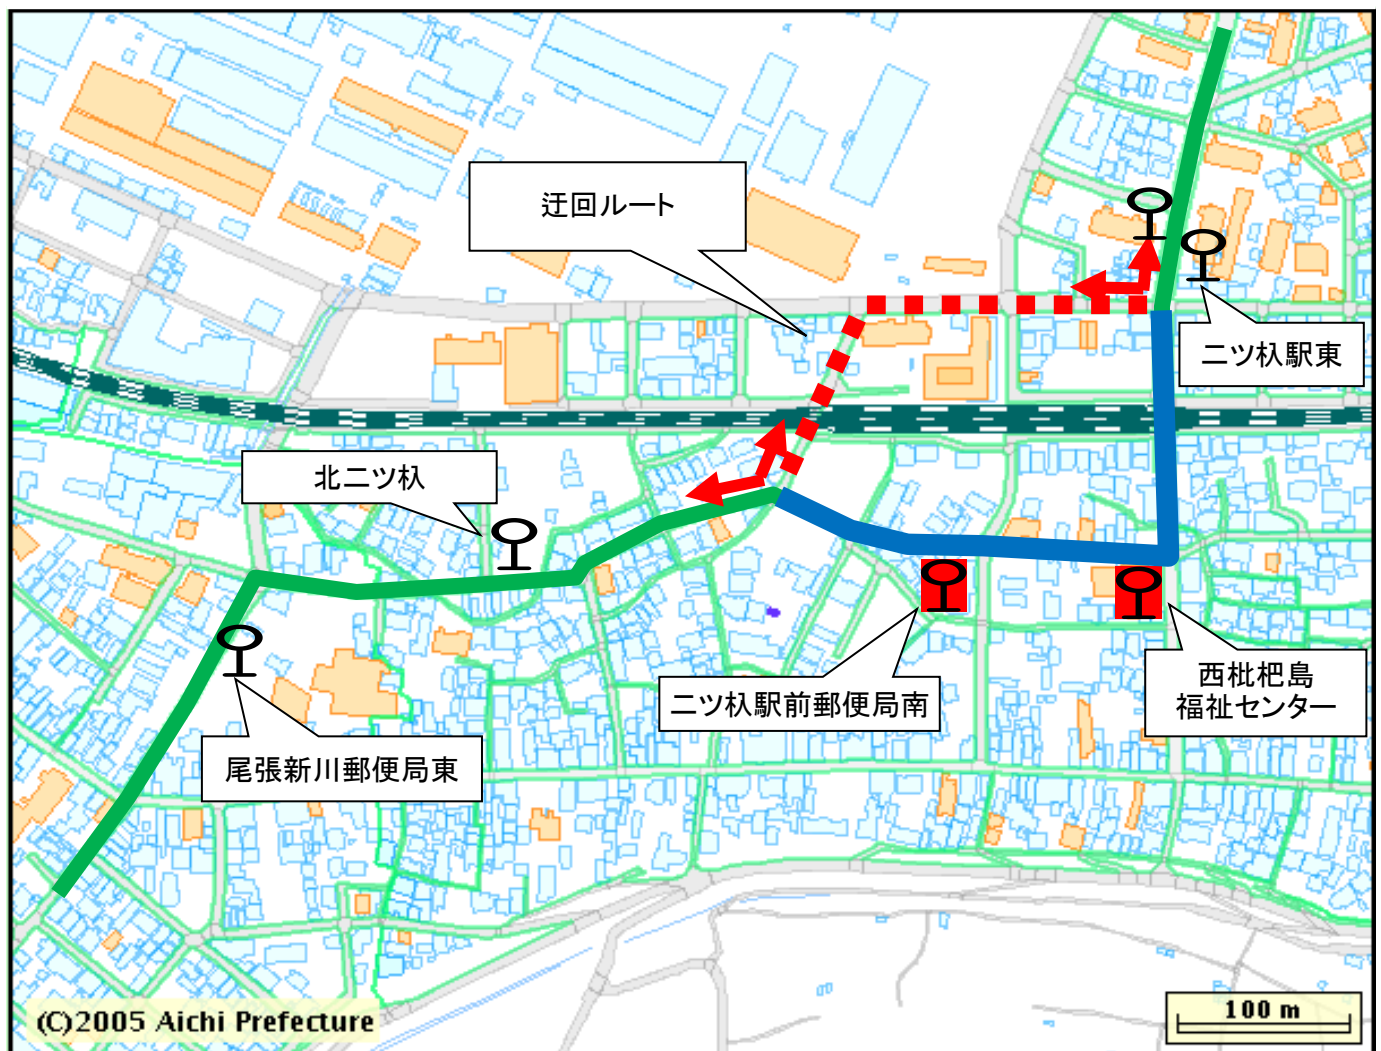 迂回ルート
二ツ杁駅東
北二ツ杁
西枇杷島
福祉センター
二ツ杁駅前郵便局南
尾張新川郵便局東
(C)2005 Aichi Prefecture
100 m